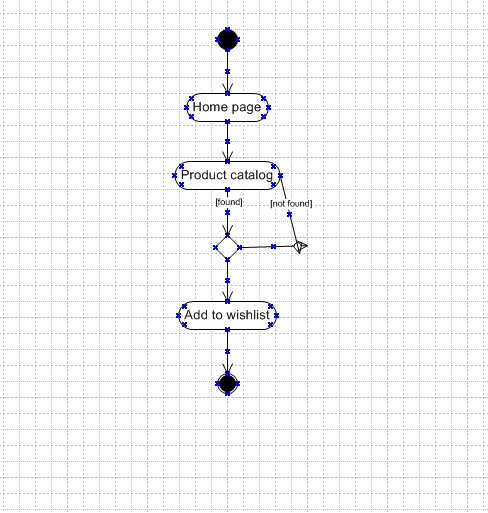 Home page
Product catalog
[found]
[not found]
Add to wishlist